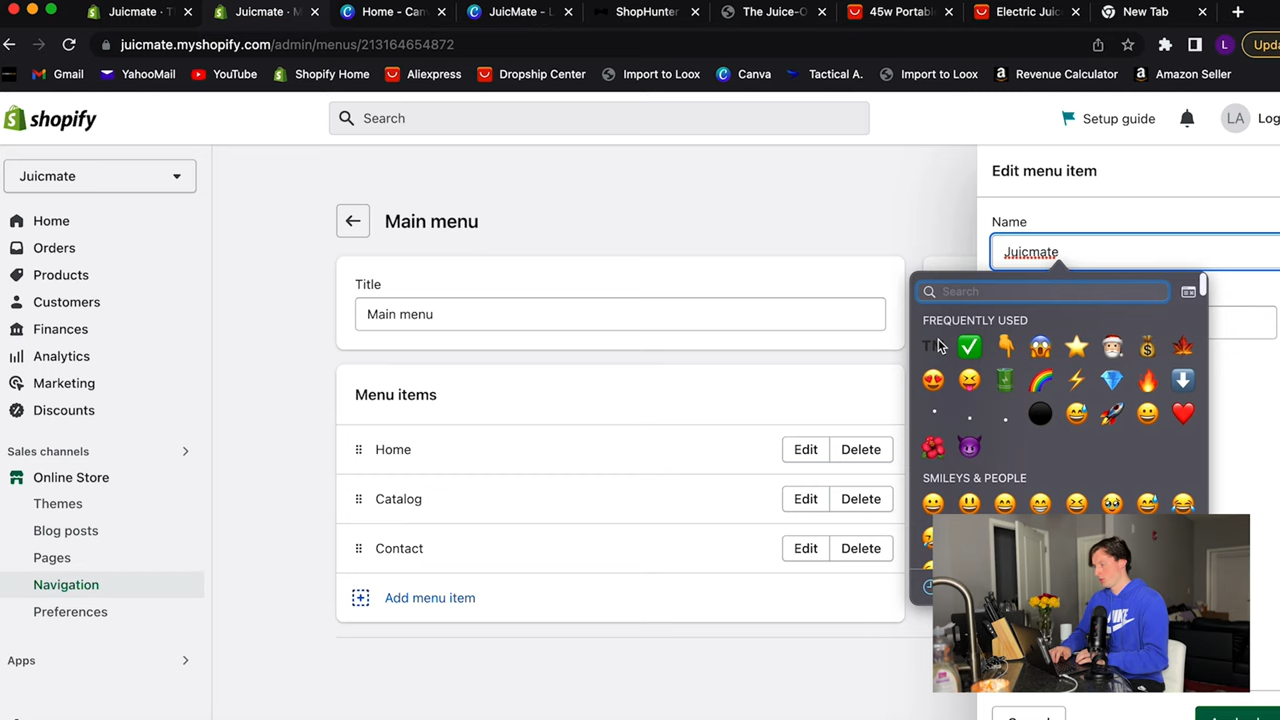 Juicmate · T
Juicmate · M
Home - Can
JuicMate - L
ShopHunter
The Juice-O
45w Portabl
Electric Juic
New Tab
juicmate.myshopify.com/admin/menus/213164654872
L
Upda
Gmail
YahooMail
YouTube
Shopify Home
Aliexpress
Dropship Center
Import to Loox
Canva
Tactical A.
Import to Loox
Revenue Calculator
Amazon Seller
shopify
Search
Setup guide
LA
Log
Juicmate
Edit menu item
Home
Main menu
Name
Orders
Juicmate
Products
Title
Search
Customers
Main menu
FREQUENTLY USED
Finances
Analytics
Marketing
Menu items
Discounts
Home
Edit
Delete
Sales channels
Online Store
SMILEYS & PEOPLE
Themes
Catalog
Edit
Delete
Blog posts
Pages
Contact
Edit
Delete
Navigation
Add menu item
Preferences
Apps